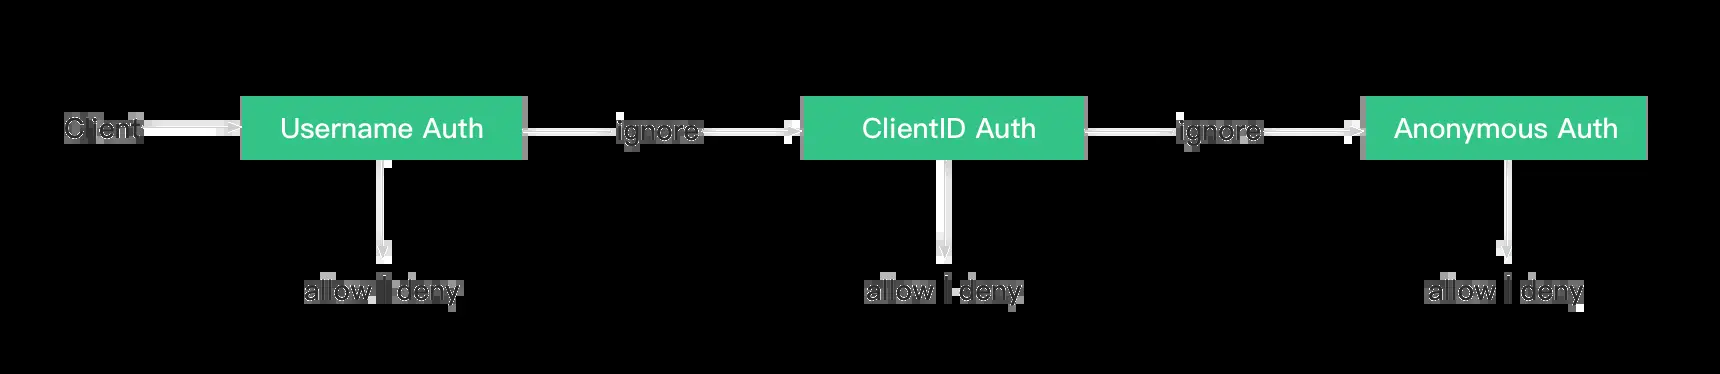 Client
Username Auth
ignore
ClientID Auth
ignore
Anonymous Auth
allow | deny
allow | deny
allow | deny